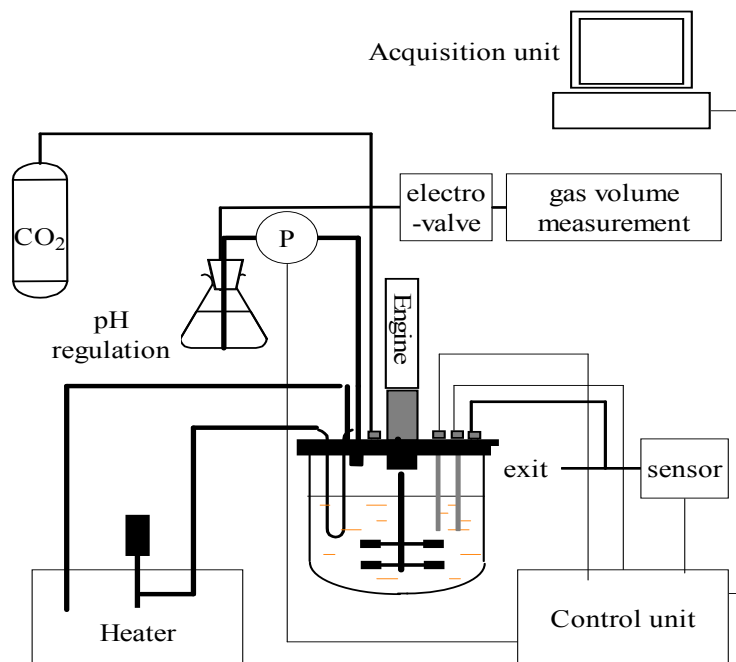 Acquisition unit
electro
-valve
gas volume
measurement
CO₂
P
pH
regulation
Engine
exit
sensor
Heater
Control unit